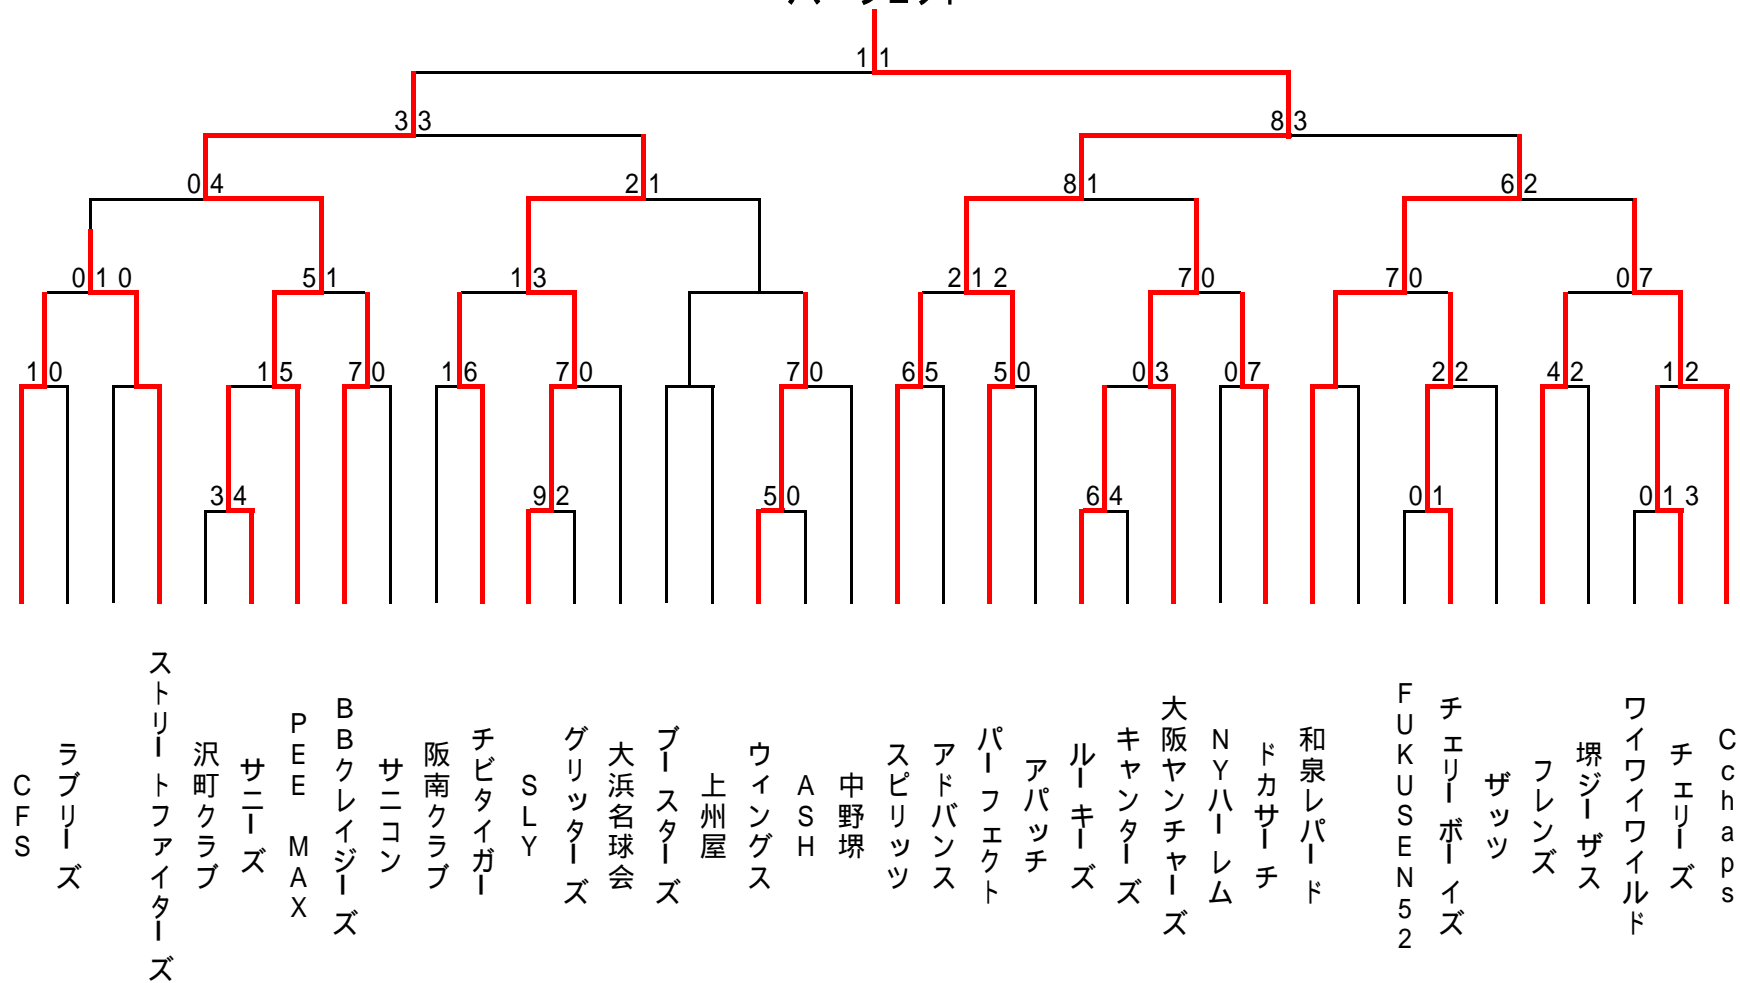 1 1
3 3
8 3
0 4
2 1
8 1
6 2
0 1 0
5 1
1 3
2 1 2
7 0
7 0
0 7
1 0
1 5
7 0
1 6
7 0
7 0
6 5
5 0
0 3
0 7
2 2
4 2
1 2
3 4
9 2
5 0
6 4
0 1
0 1 3
CFS
ラブリーズ
ストリートファイターズ
沢町クラブ
サニーズ
PEE MAX
BBクレイジーズ
サニコン
阪南クラブ
チビタイガー
SLY
グリッターズ
大浜名球会
ブースターズ
上州屋
ウィングス
ASH
中野堺
スピリッツ
アドバンス
パーフェクト
アパッチ
ルーキーズ
キャンターズ
大阪ヤンチャーズ
NYハーレム
ドカサーチ
和泉レパード
FUKUSEN52
チェリーボーイズ
ザッツ
フレンズ
堺ジーザス
ワイワイワイルド
チェリーズ
Cchaps